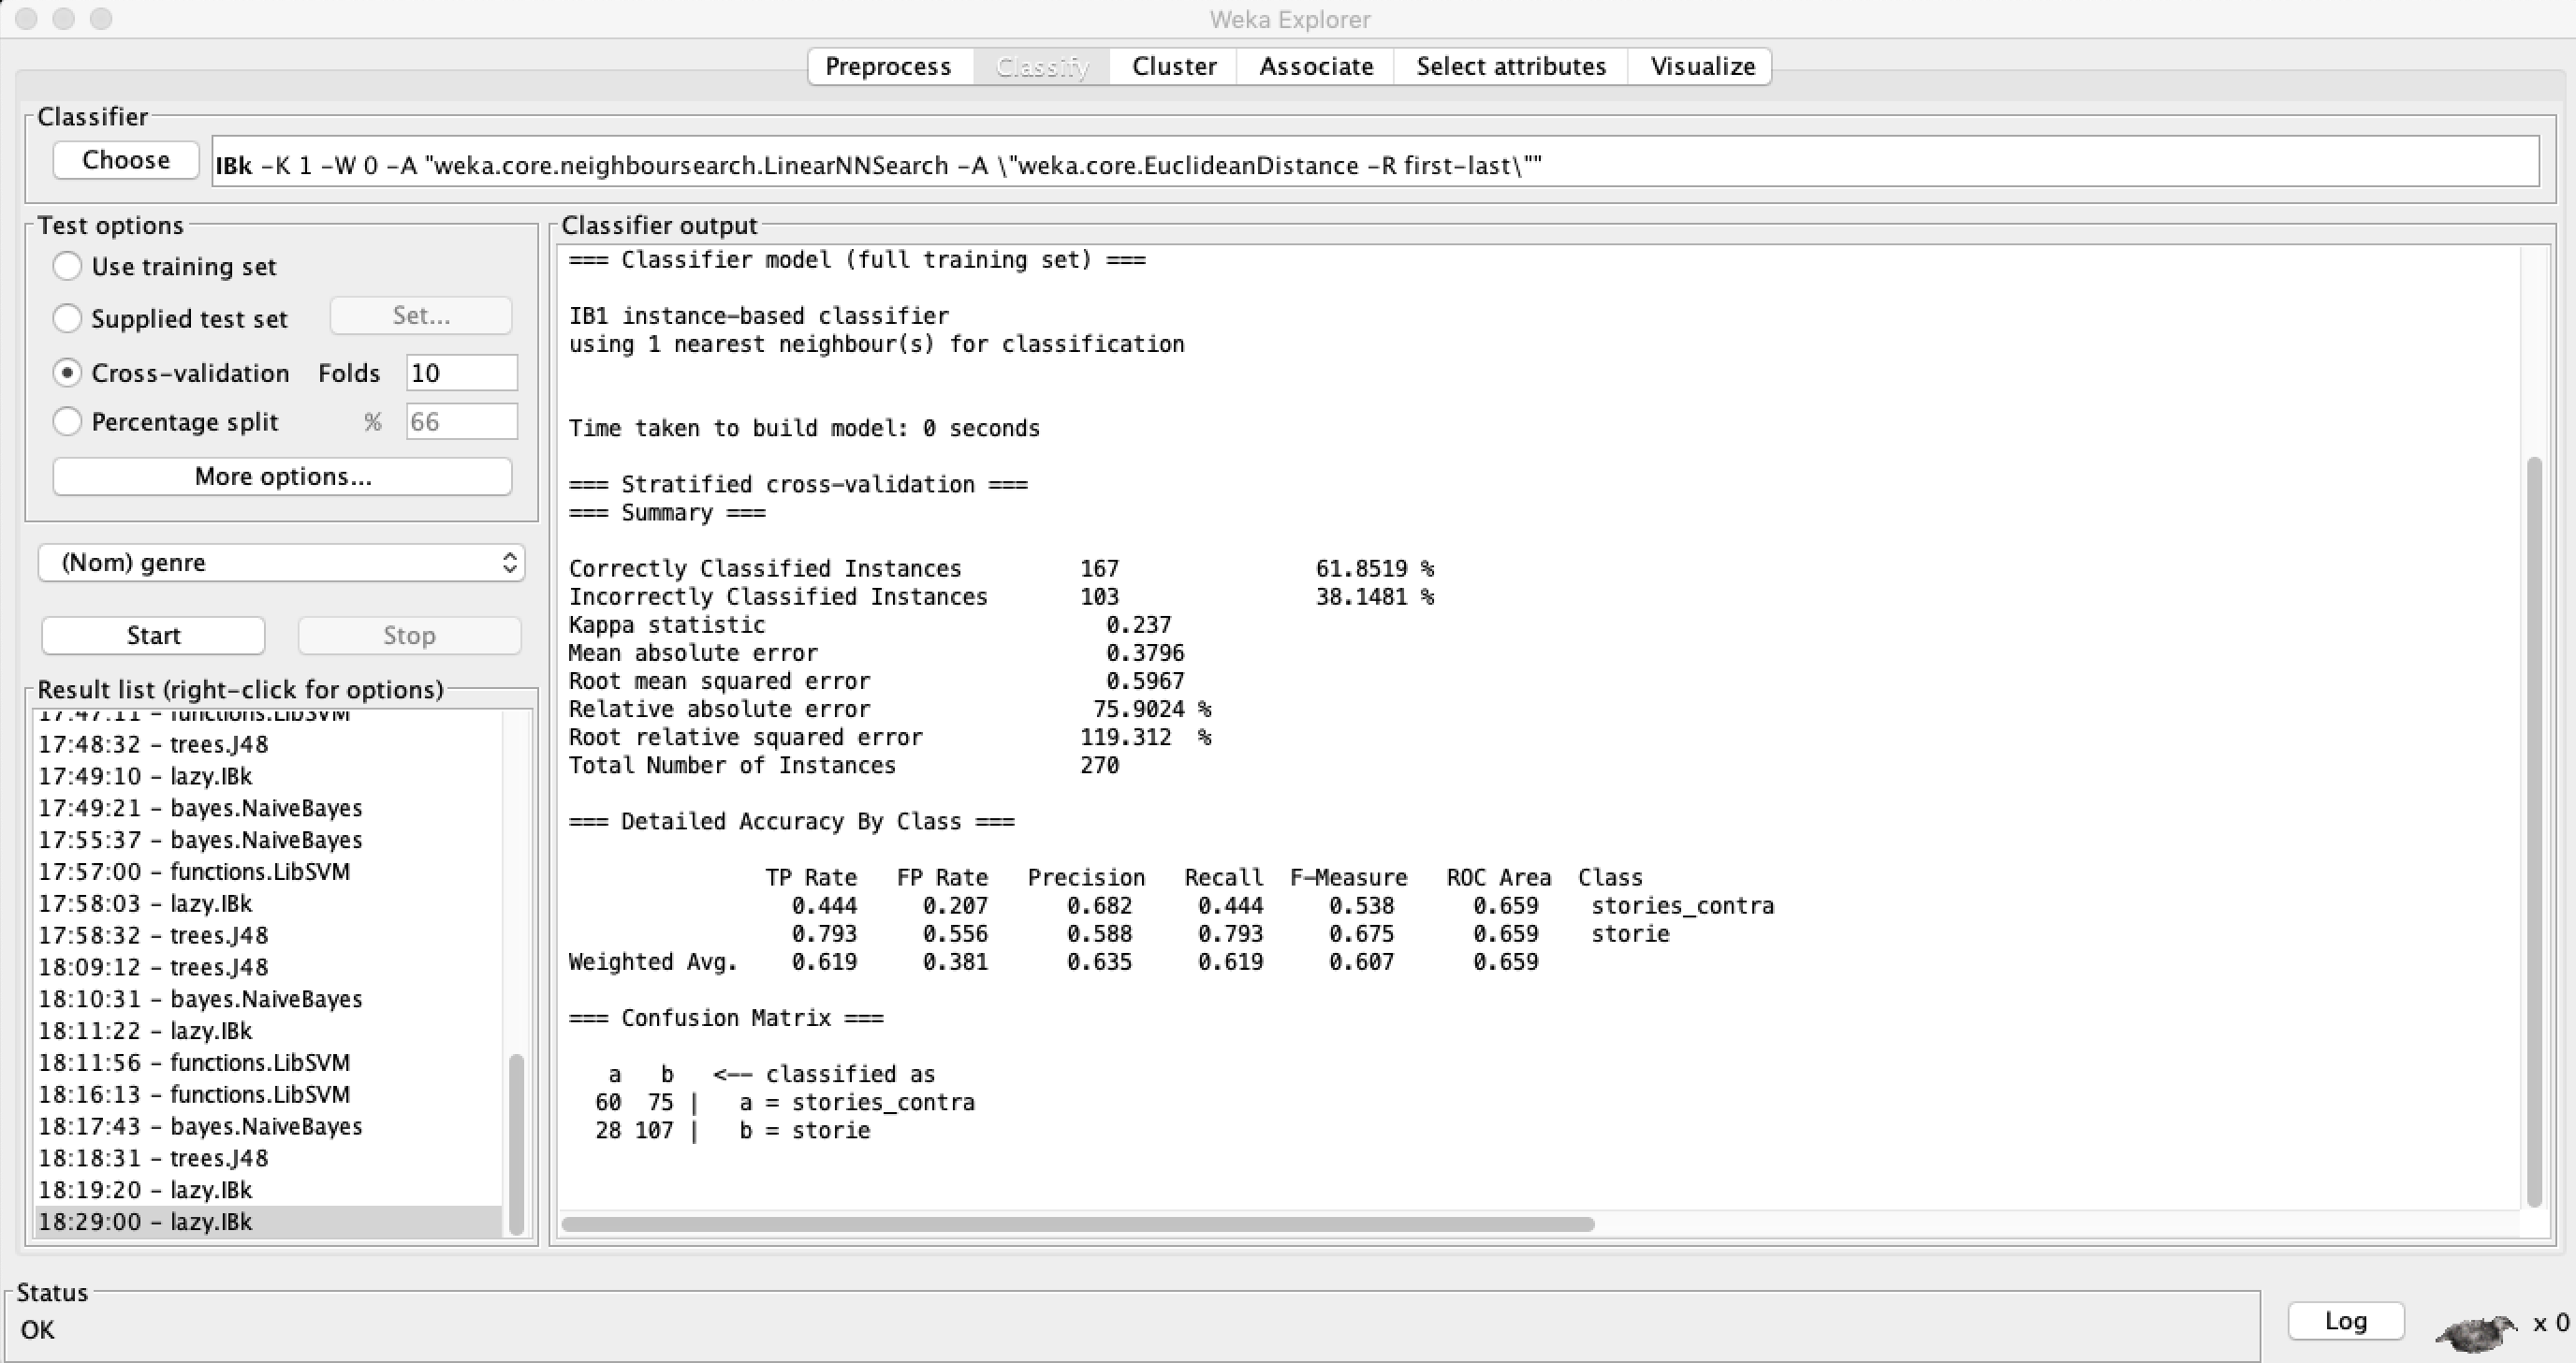 Weka Explorer
Preprocess Classify Cluster Associate Select attributes Visualize
Classifier
Choose IBk -K 1 -W 0 -A "weka.core.neighboursearch.LinearNNSearch -A \"weka.core.EuclideanDistance -R first-last\""
Test options
Use training set
Supplied test set Set...
Cross-validation Folds 10
Percentage split % 66
More options...
(Nom) genre
Start Stop
Result list (right-click for options)
17:47:11 - functions.LibSVM
17:48:32 - trees.J48
17:49:10 - lazy.IBk
17:49:21 - bayes.NaiveBayes
17:55:37 - bayes.NaiveBayes
17:57:00 - functions.LibSVM
17:58:03 - lazy.IBk
17:58:32 - trees.J48
18:09:12 - trees.J48
18:10:31 - bayes.NaiveBayes
18:11:22 - lazy.IBk
18:11:56 - functions.LibSVM
18:16:13 - functions.LibSVM
18:17:43 - bayes.NaiveBayes
18:18:31 - trees.J48
18:19:20 - lazy.IBk
18:29:00 - lazy.IBk
Classifier output
=== Classifier model (full training set) ===
IB1 instance-based classifier
using 1 nearest neighbour(s) for classification
Time taken to build model: 0 seconds
=== Stratified cross-validation ===
=== Summary ===
Correctly Classified Instances 167 61.8519 %
Incorrectly Classified Instances 103 38.1481 %
Kappa statistic 0.237
Mean absolute error 0.3796
Root mean squared error 0.5967
Relative absolute error 75.9024 %
Root relative squared error 119.312 %
Total Number of Instances 270
=== Detailed Accuracy By Class ===
TP Rate FP Rate Precision Recall F-Measure ROC Area Class
0.444 0.207 0.682 0.444 0.538 0.659 stories_contra
0.793 0.556 0.588 0.793 0.675 0.659 storie
Weighted Avg. 0.619 0.381 0.635 0.619 0.607 0.659
=== Confusion Matrix ===
a b <-- classified as
60 75 | a = stories_contra
28 107 | b = storie
Status
OK
Log x 0